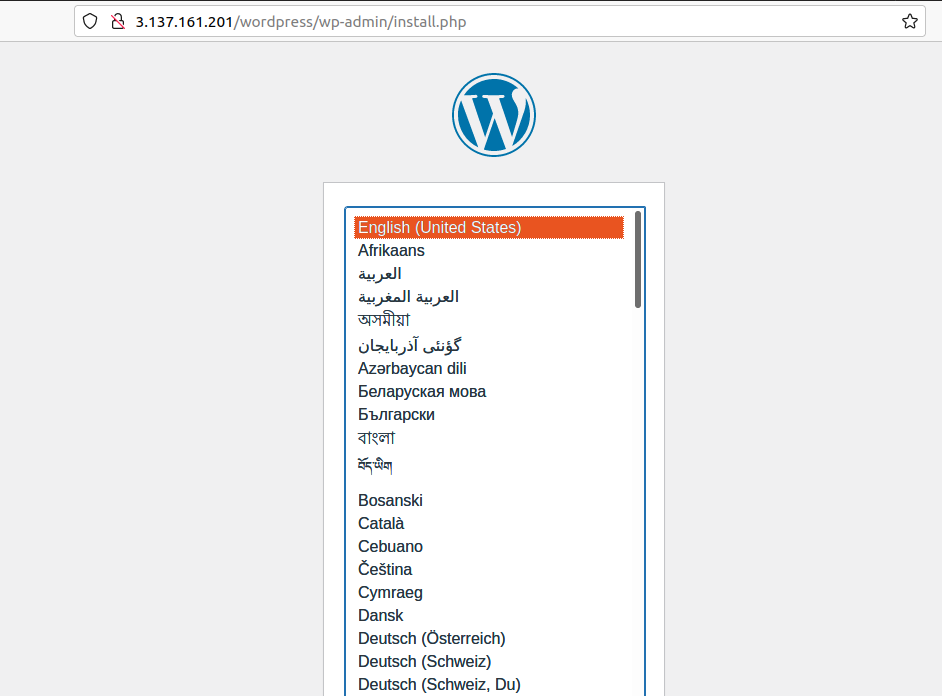 3.137.161.201/wordpress/wp-admin/install.php
English (United States)
Afrikaans
العربية
العربية المغربية
অসমীয়া
گؤنئی آذربایجان
Azərbaycan dili
Беларуская мова
Български
বাংলা
བོད་ཡིག
Bosanski
Català
Cebuano
Čeština
Cymraeg
Dansk
Deutsch (Österreich)
Deutsch (Schweiz)
Deutsch (Schweiz, Du)